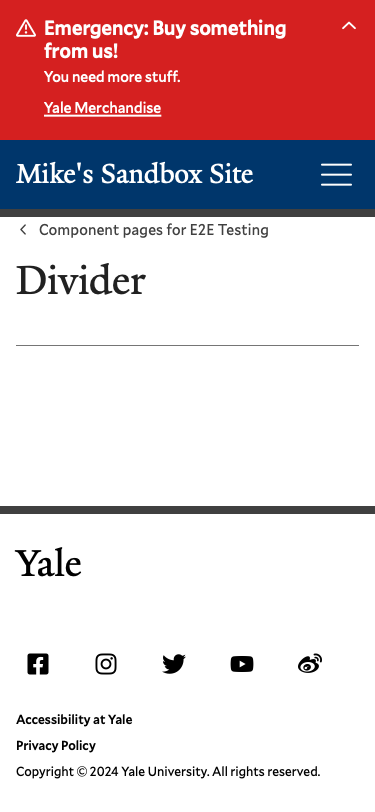 Emergency: Buy something
from us!
You need more stuff.
Yale Merchandise
Mike's Sandbox Site
Component pages for E2E Testing
Divider
Yale
Accessibility at Yale
Privacy Policy
Copyright © 2024 Yale University. All rights reserved.